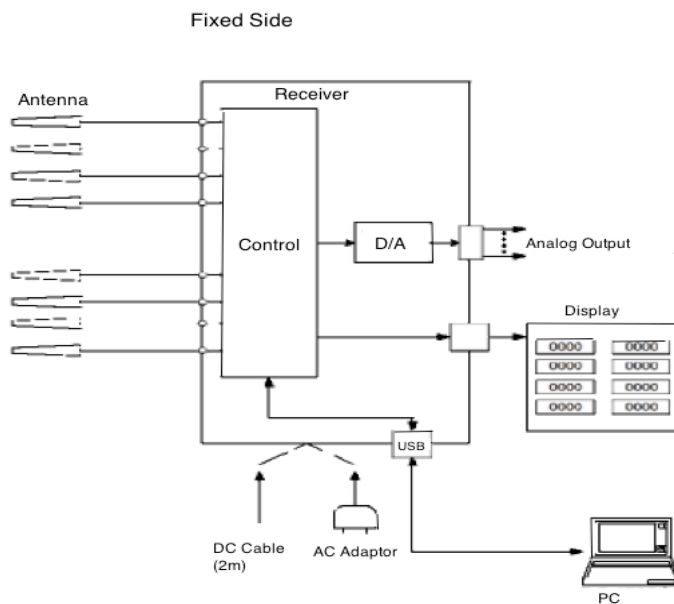 Fixed Side
Antenna
Receiver
Control
D/A
Analog Output
Display
0000 0000
0000 0000
0000 0000
0000 0000
USB
DC Cable
(2m)
AC Adaptor
PC